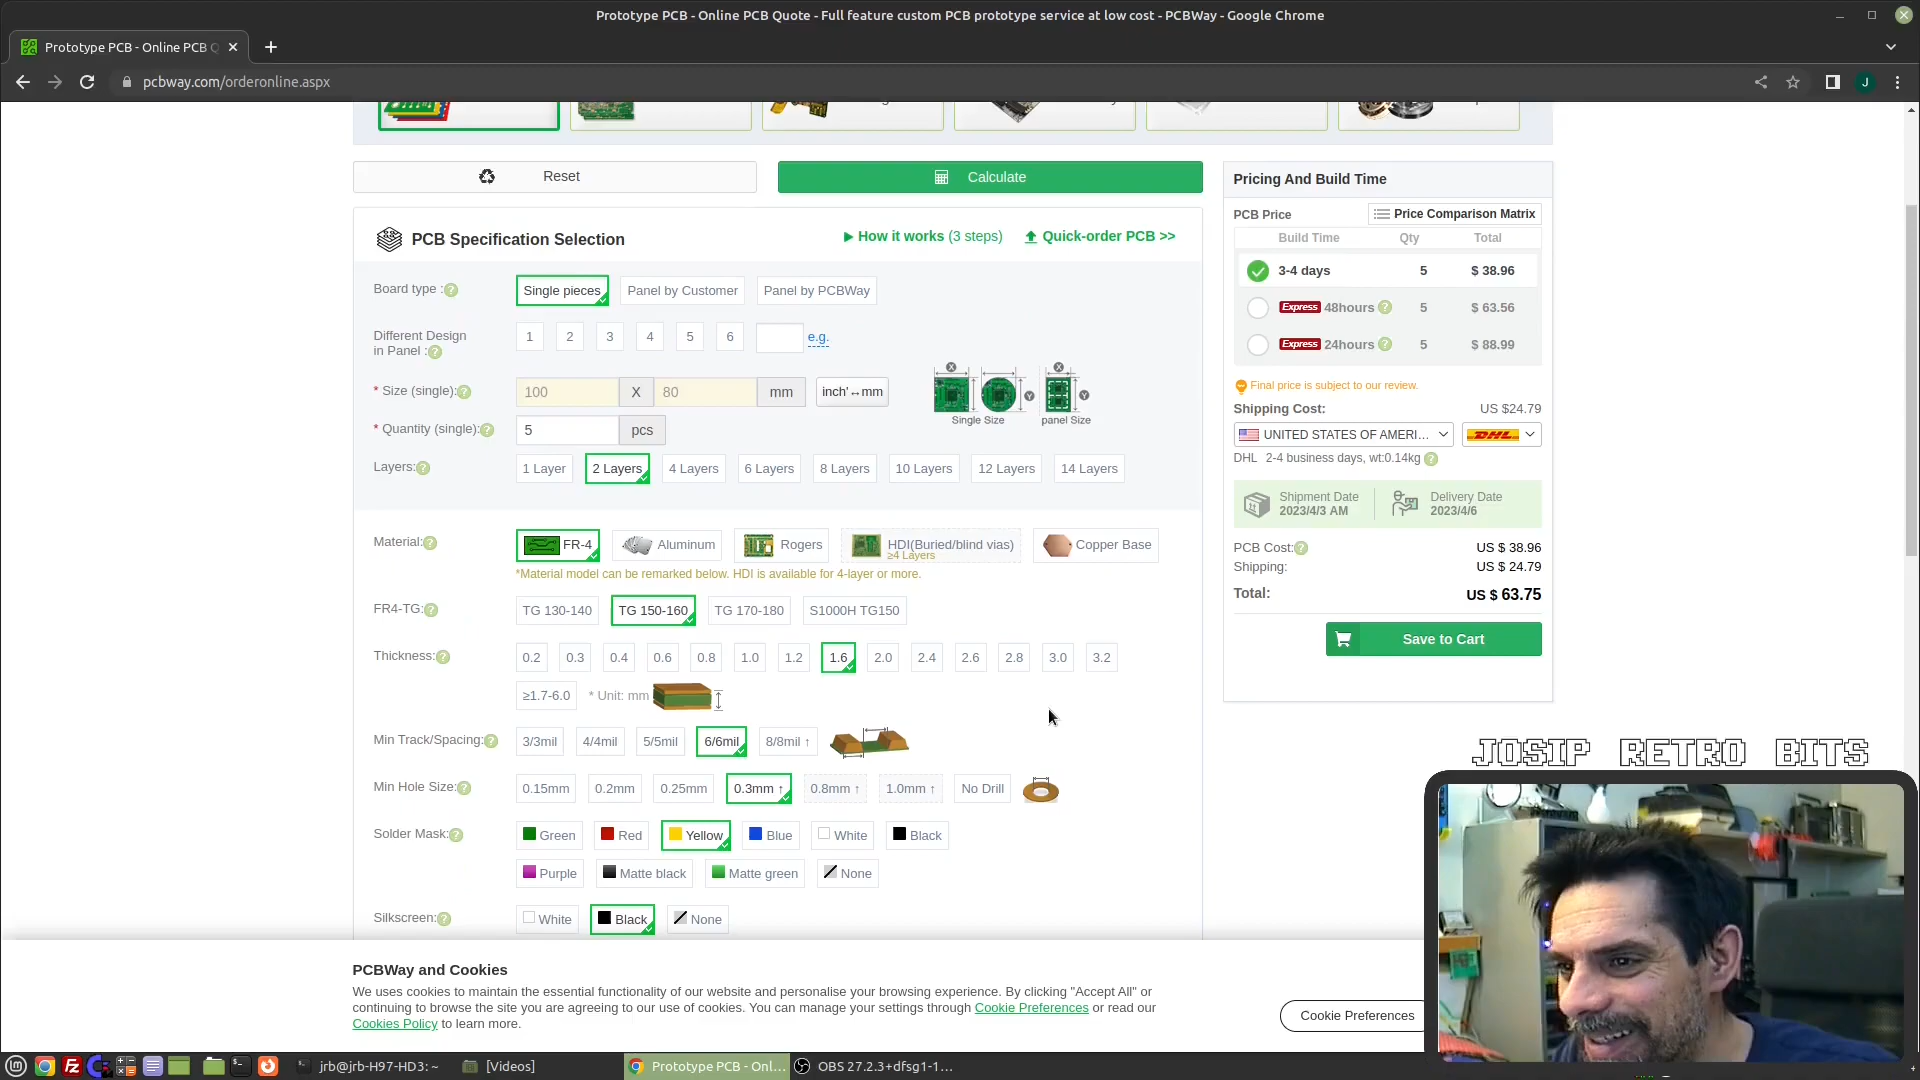 Prototype PCB - Online PCB Quote - Full feature custom PCB prototype service at low cost - PCBWay - Google Chrome
Prototype PCB - Online PCB Q
pcbway.com/orderonline.aspx
J
Reset
Calculate
PCB Specification Selection
How it works (3 steps)
Quick-order PCB >>
Board type :
Single pieces
Panel by Customer
Panel by PCBWay
Different Design
in Panel :
1 2 3 4 5 6 e.g.
* Size (single):
100 X 80 mm inch'↔mm
X X
Y Y
Single Size panel Size
* Quantity (single):
5 pcs
Layers:
1 Layer 2 Layers 4 Layers 6 Layers 8 Layers 10 Layers 12 Layers 14 Layers
Material:
FR-4 Aluminum Rogers HDI(Buried/blind vias) Copper Base
≥4 Layers
*Material model can be remarked below. HDI is available for 4-layer or more.
FR4-TG:
TG 130-140 TG 150-160 TG 170-180 S1000H TG150
Thickness:
0.2 0.3 0.4 0.6 0.8 1.0 1.2 1.6 2.0 2.4 2.6 2.8 3.0 3.2
≥1.7-6.0 * Unit: mm
Min Track/Spacing:
3/3mil 4/4mil 5/5mil 6/6mil 8/8mil ↑
Min Hole Size:
0.15mm 0.2mm 0.25mm 0.3mm ↑ 0.8mm ↑ 1.0mm ↑ No Drill
Solder Mask:
Green Red Yellow Blue White Black
Purple Matte black Matte green None
Silkscreen:
White Black None
Pricing And Build Time
PCB Price
Price Comparison Matrix
Build Time Qty Total
3-4 days 5 $ 38.96
Express 48hours 5 $ 63.56
Express 24hours 5 $ 88.99
Final price is subject to our review.
Shipping Cost: US $24.79
UNITED STATES OF AMERI... DHL
DHL 2-4 business days, wt:0.14kg
Shipment Date
2023/4/3 AM
Delivery Date
2023/4/6
PCB Cost: US $ 38.96
Shipping: US $ 24.79
Total: US $ 63.75
Save to Cart
JOSIP RETRO BITS
PCBWay and Cookies
We uses cookies to maintain the essential functionality of our website and personalise your browsing experience. By clicking "Accept All" or
continuing to browse the site you are agreeing to our use of cookies. You can manage your settings through Cookie Preferences or read our
Cookies Policy to learn more.
Cookie Preferences
jrb@jrb-H97-HD3: ~
[Videos]
Prototype PCB - Onl...
OBS 27.2.3+dfsg1-1...